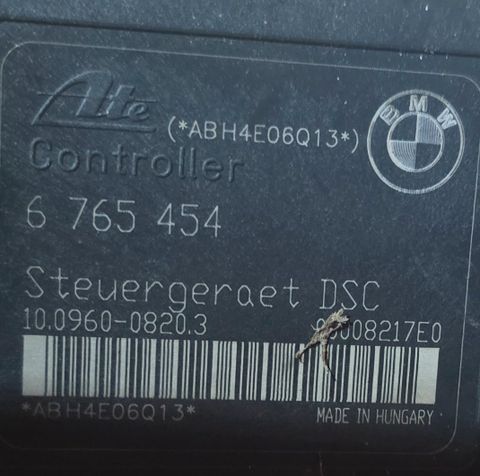 Ate
(*ABH4E06Q13*)
BMW
Controller
6 765 454
Steuergeraet DSC
10.0960-0820.3
*ABH4E06Q13*
MADE IN HUNGARY